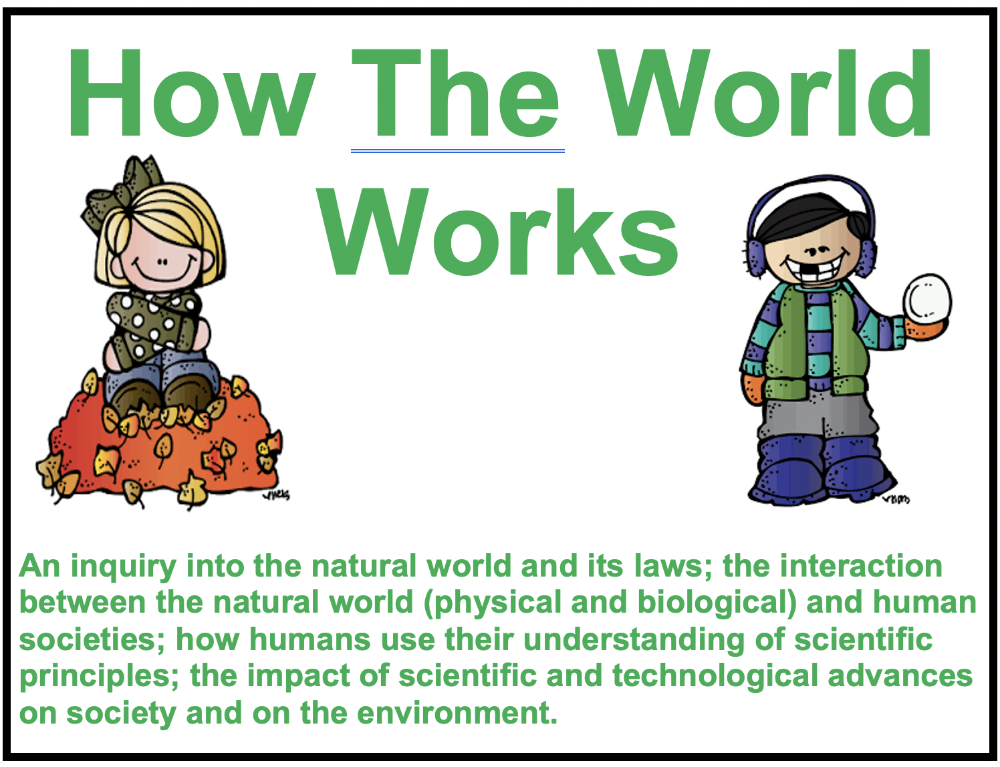 How The World
Works
An inquiry into the natural world and its laws; the interaction
between the natural world (physical and biological) and human
societies; how humans use their understanding of scientific
principles; the impact of scientific and technological advances
on society and on the environment.